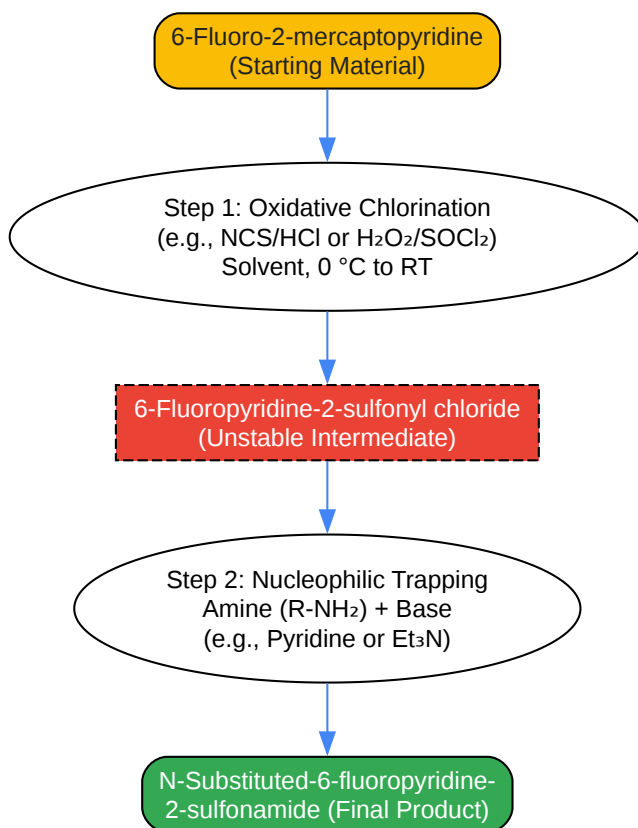 6-Fluoro-2-mercaptopyridine
(Starting Material)
Step 1: Oxidative Chlorination
(e.g., NCS/HCl or H₂O₂/SOCl₂)
Solvent, 0 °C to RT
6-Fluoropyridine-2-sulfonyl chloride
(Unstable Intermediate)
Step 2: Nucleophilic Trapping
Amine (R-NH₂) + Base
(e.g., Pyridine or Et₃N)
N-Substituted-6-fluoropyridine-
2-sulfonamide (Final Product)